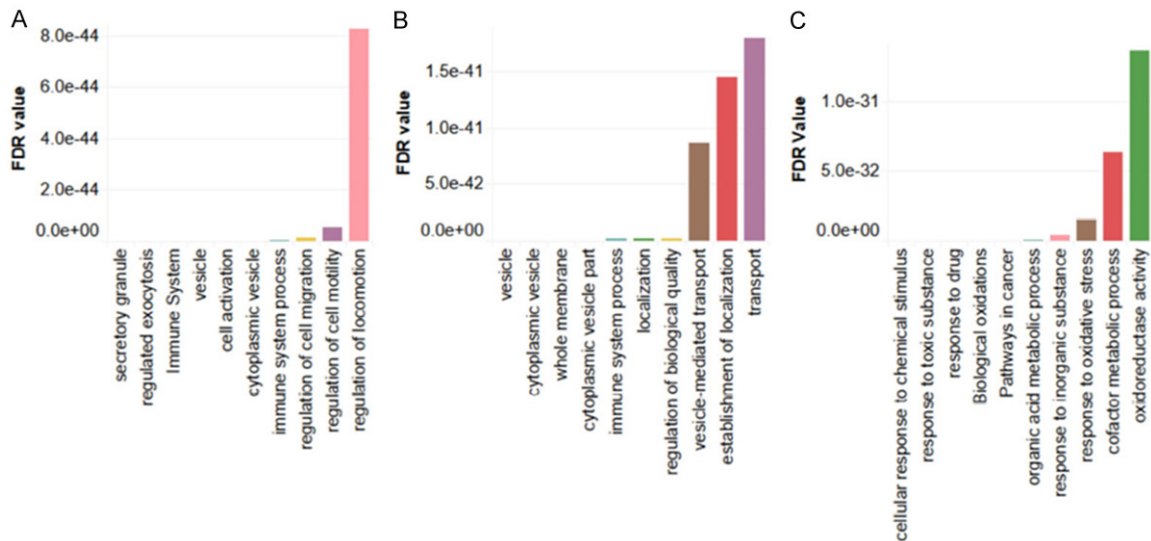 A
FDR value
8.0e-44
6.0e-44
4.0e-44
2.0e-44
0.0e+00
secretory granule
regulated exocytosis
Immune System
vesicle
cell activation
cytoplasmic vesicle
immune system process
regulation of cell migration
regulation of cell motility
regulation of locomotion
B
FDR value
1.5e-41
1.0e-41
5.0e-42
0.0e+00
vesicle
cytoplasmic vesicle
whole membrane
cytoplasmic vesicle part
immune system process
localization
regulation of biological quality
vesicle-mediated transport
establishment of localization
transport
C
FDR Value
1.0e-31
5.0e-32
0.0e+00
cellular response to chemical stimulus
response to toxic substance
response to drug
Biological oxidations
Pathways in cancer
organic acid metabolic process
response to inorganic substance
response to oxidative stress
cofactor metabolic process
oxidoreductase activity